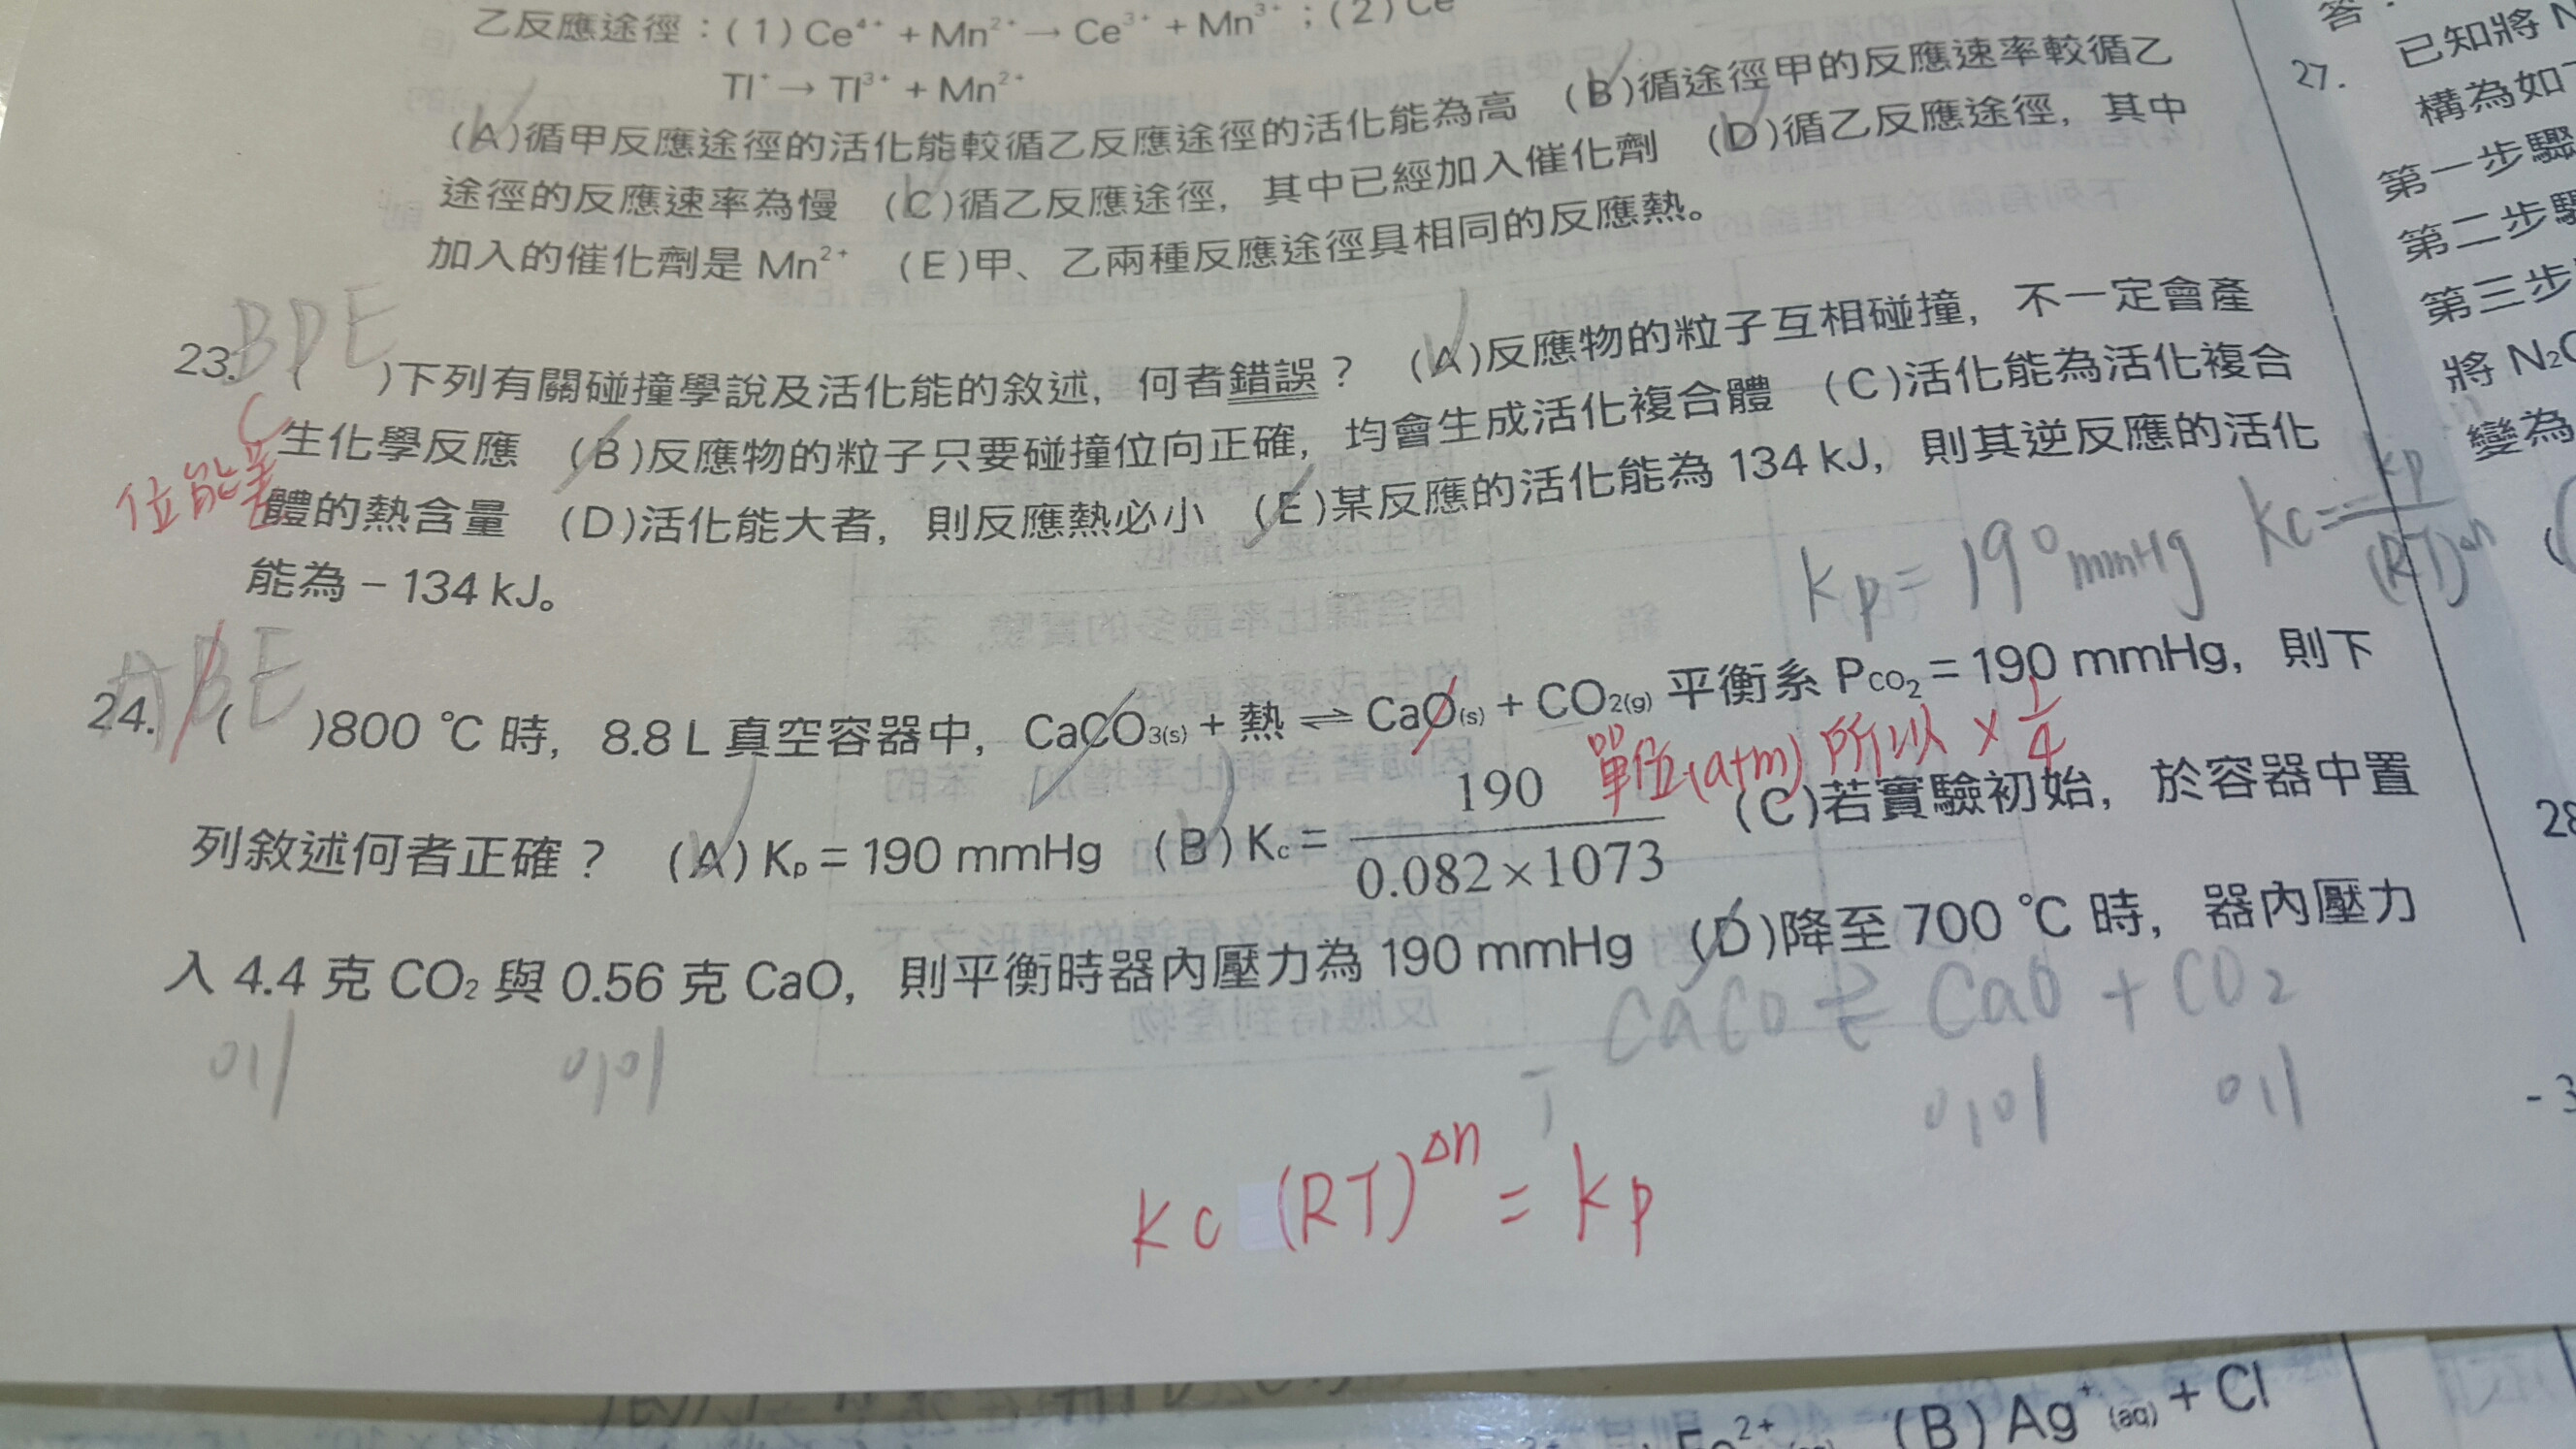 乙反應途徑：(1) Ce⁴⁺ + Mn²⁺ → Ce³⁺ + Mn³⁺；(2) Ce
Tl⁺ → Tl³⁺ + Mn²⁺
(A)循甲反應途徑的活化能較循乙反應途徑的活化能為高 (B)循途徑甲的反應速率較循乙
途徑的反應速率為慢 (C)循乙反應途徑，其中已經加入催化劑 (D)循乙反應途徑，其中
加入的催化劑是 Mn²⁺ (E)甲、乙兩種反應途徑具相同的反應熱。
BDE
23. ( )下列有關碰撞學說及活化能的敘述，何者錯誤？ (A)反應物的粒子互相碰撞，不一定會產
C
生化學反應 (B)反應物的粒子只要碰撞位向正確，均會生成活化複合體 (C)活化能為活化複合
位能差
體的熱含量 (D)活化能大者，則反應熱必小 (E)某反應的活化能為 134 kJ，則其逆反應的活化
能為 – 134 kJ。
kp = 190 mmHg kc = kp / (RT)^Δn
ABE
24. ( )800 ℃ 時，8.8 L 真空容器中，CaCO₃(s) + 熱 ⇌ CaO(s) + CO₂(g) 平衡系 Pco₂ = 190 mmHg，則下
單位(atm) 所以 × 1/4
列敘述何者正確？ (A) Kp = 190 mmHg (B) Kc = 190 / 0.082×1073 (C)若實驗初始，於容器中置
入 4.4 克 CO₂ 與 0.56 克 CaO，則平衡時器內壓力為 190 mmHg (D)降至 700 ℃ 時，器內壓力
0.1 0.01
CaCO ⇌ CaO + CO₂
0.01 0.1
kc (RT)^Δn = kp
答：
27. 已知將 N
構為如
第一步驟
第二步驟
第三步
將 N₂
變為
28
- 3
(B) Ag⁺(aq) + Cl